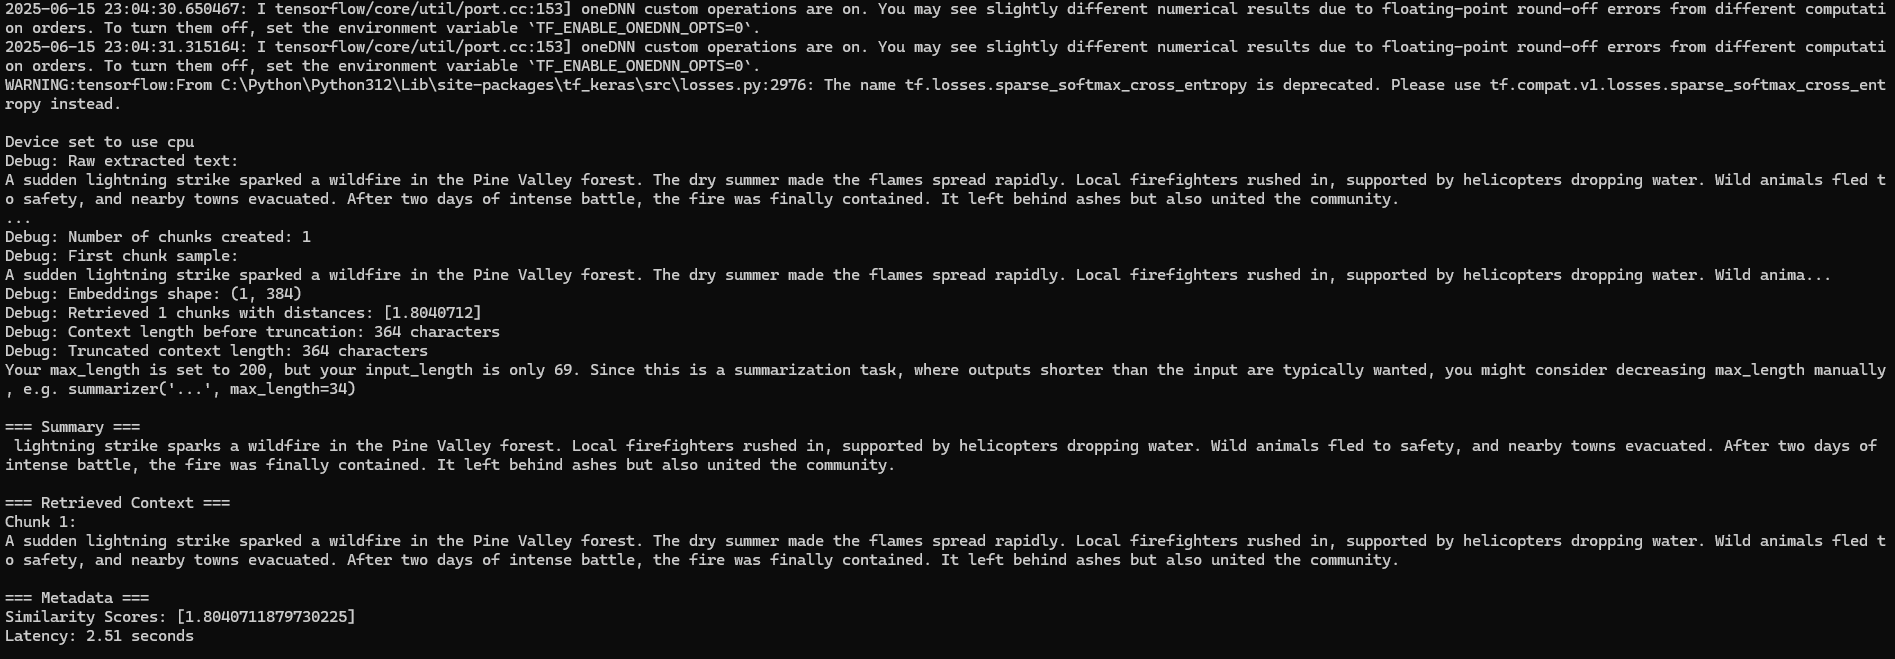 2025-06-15 23:04:30.650467: I tensorflow/core/util/port.cc:153] oneDNN custom operations are on. You may see slightly different numerical results due to floating-point round-off errors from different computati
on orders. To turn them off, set the environment variable `TF_ENABLE_ONEDNN_OPTS=0`.
2025-06-15 23:04:31.315164: I tensorflow/core/util/port.cc:153] oneDNN custom operations are on. You may see slightly different numerical results due to floating-point round-off errors from different computati
on orders. To turn them off, set the environment variable `TF_ENABLE_ONEDNN_OPTS=0`.
WARNING:tensorflow:From C:\Python\Python312\Lib\site-packages\tf_keras\src\losses.py:2976: The name tf.losses.sparse_softmax_cross_entropy is deprecated. Please use tf.compat.v1.losses.sparse_softmax_cross_ent
ropy instead.
Device set to use cpu
Debug: Raw extracted text:
A sudden lightning strike sparked a wildfire in the Pine Valley forest. The dry summer made the flames spread rapidly. Local firefighters rushed in, supported by helicopters dropping water. Wild animals fled t
o safety, and nearby towns evacuated. After two days of intense battle, the fire was finally contained. It left behind ashes but also united the community.
...
Debug: Number of chunks created: 1
Debug: First chunk sample:
A sudden lightning strike sparked a wildfire in the Pine Valley forest. The dry summer made the flames spread rapidly. Local firefighters rushed in, supported by helicopters dropping water. Wild anima...
Debug: Embeddings shape: (1, 384)
Debug: Retrieved 1 chunks with distances: [1.8040712]
Debug: Context length before truncation: 364 characters
Debug: Truncated context length: 364 characters
Your max_length is set to 200, but your input_length is only 69. Since this is a summarization task, where outputs shorter than the input are typically wanted, you might consider decreasing max_length manually
, e.g. summarizer('...', max_length=34)
=== Summary ===
lightning strike sparks a wildfire in the Pine Valley forest. Local firefighters rushed in, supported by helicopters dropping water. Wild animals fled to safety, and nearby towns evacuated. After two days of
intense battle, the fire was finally contained. It left behind ashes but also united the community.
=== Retrieved Context ===
Chunk 1:
A sudden lightning strike sparked a wildfire in the Pine Valley forest. The dry summer made the flames spread rapidly. Local firefighters rushed in, supported by helicopters dropping water. Wild animals fled t
o safety, and nearby towns evacuated. After two days of intense battle, the fire was finally contained. It left behind ashes but also united the community.
=== Metadata ===
Similarity Scores: [1.8040711879730225]
Latency: 2.51 seconds